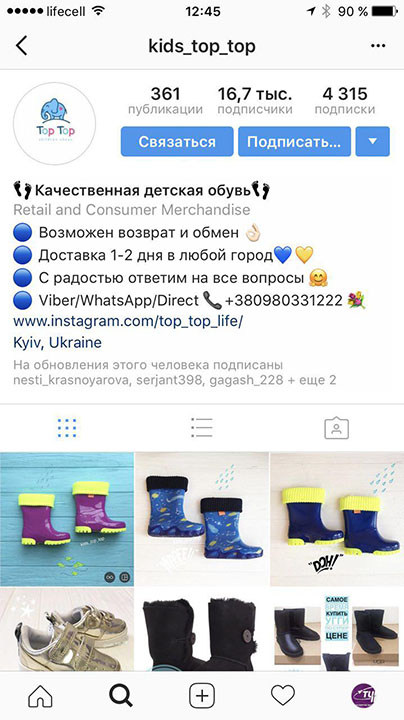 lifecell 12:45 90 %
kids_top_top
361 16,7 тыс. 4 315
публикации подписчики подписки
Связаться Подписать...
Top Top
👣Качественная детская обувь👣
Retail and Consumer Merchandise
🔵 Возможен возврат и обмен 👌🏻
🔵 Доставка 1-2 дня в любой город💙💛
🔵 С радостью ответим на все вопросы 🤗
🔵 Viber/WhatsApp/Direct 📞+380980331222 💐
www.instagram.com/top_top_life/
Kyiv, Ukraine
На обновления этого человека подписаны
nesti_krasnoyarova, serjant398, gagash_228 + еще 2
"DOH!"
САМОЕ
ВРЕМЯ
КУПИТЬ
УГГИ
ЦЕНЕ